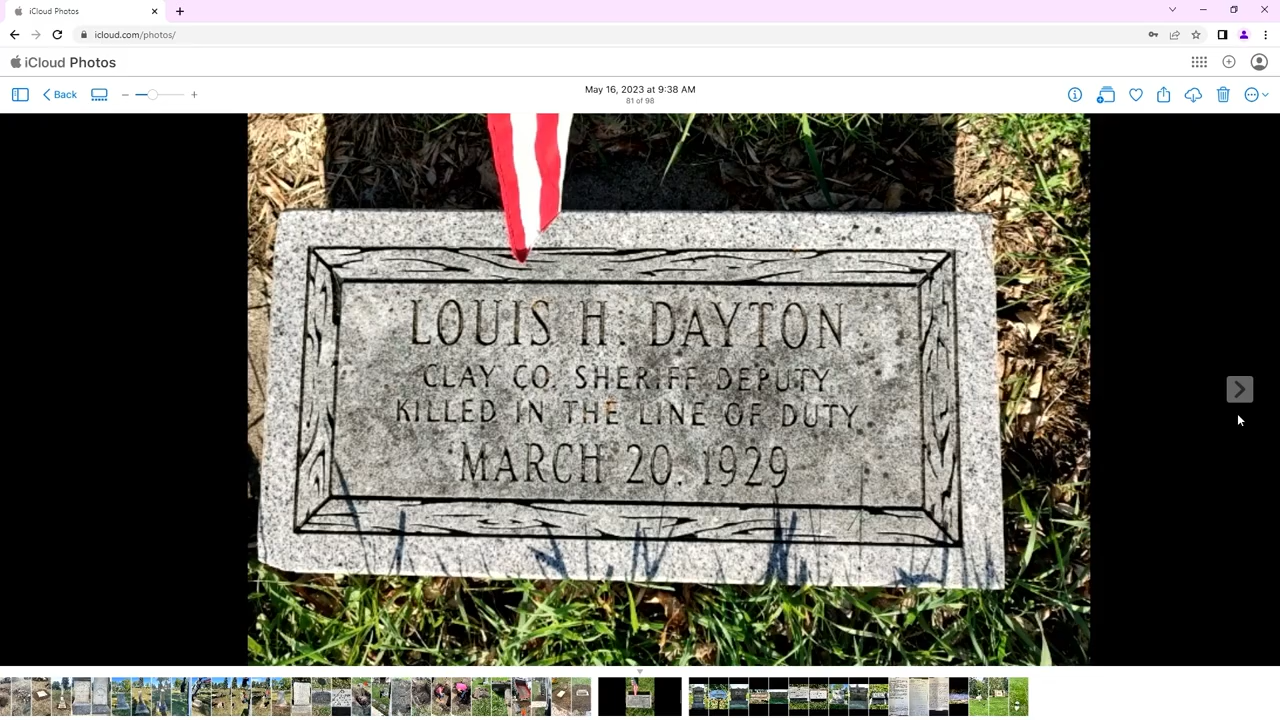 iCloud Photos
icloud.com/photos/
iCloud Photos
Back
May 16, 2023 at 9:38 AM
81 of 98
LOUIS H. DAYTON
CLAY CO. SHERIFF DEPUTY
KILLED IN THE LINE OF DUTY
MARCH 20, 1929